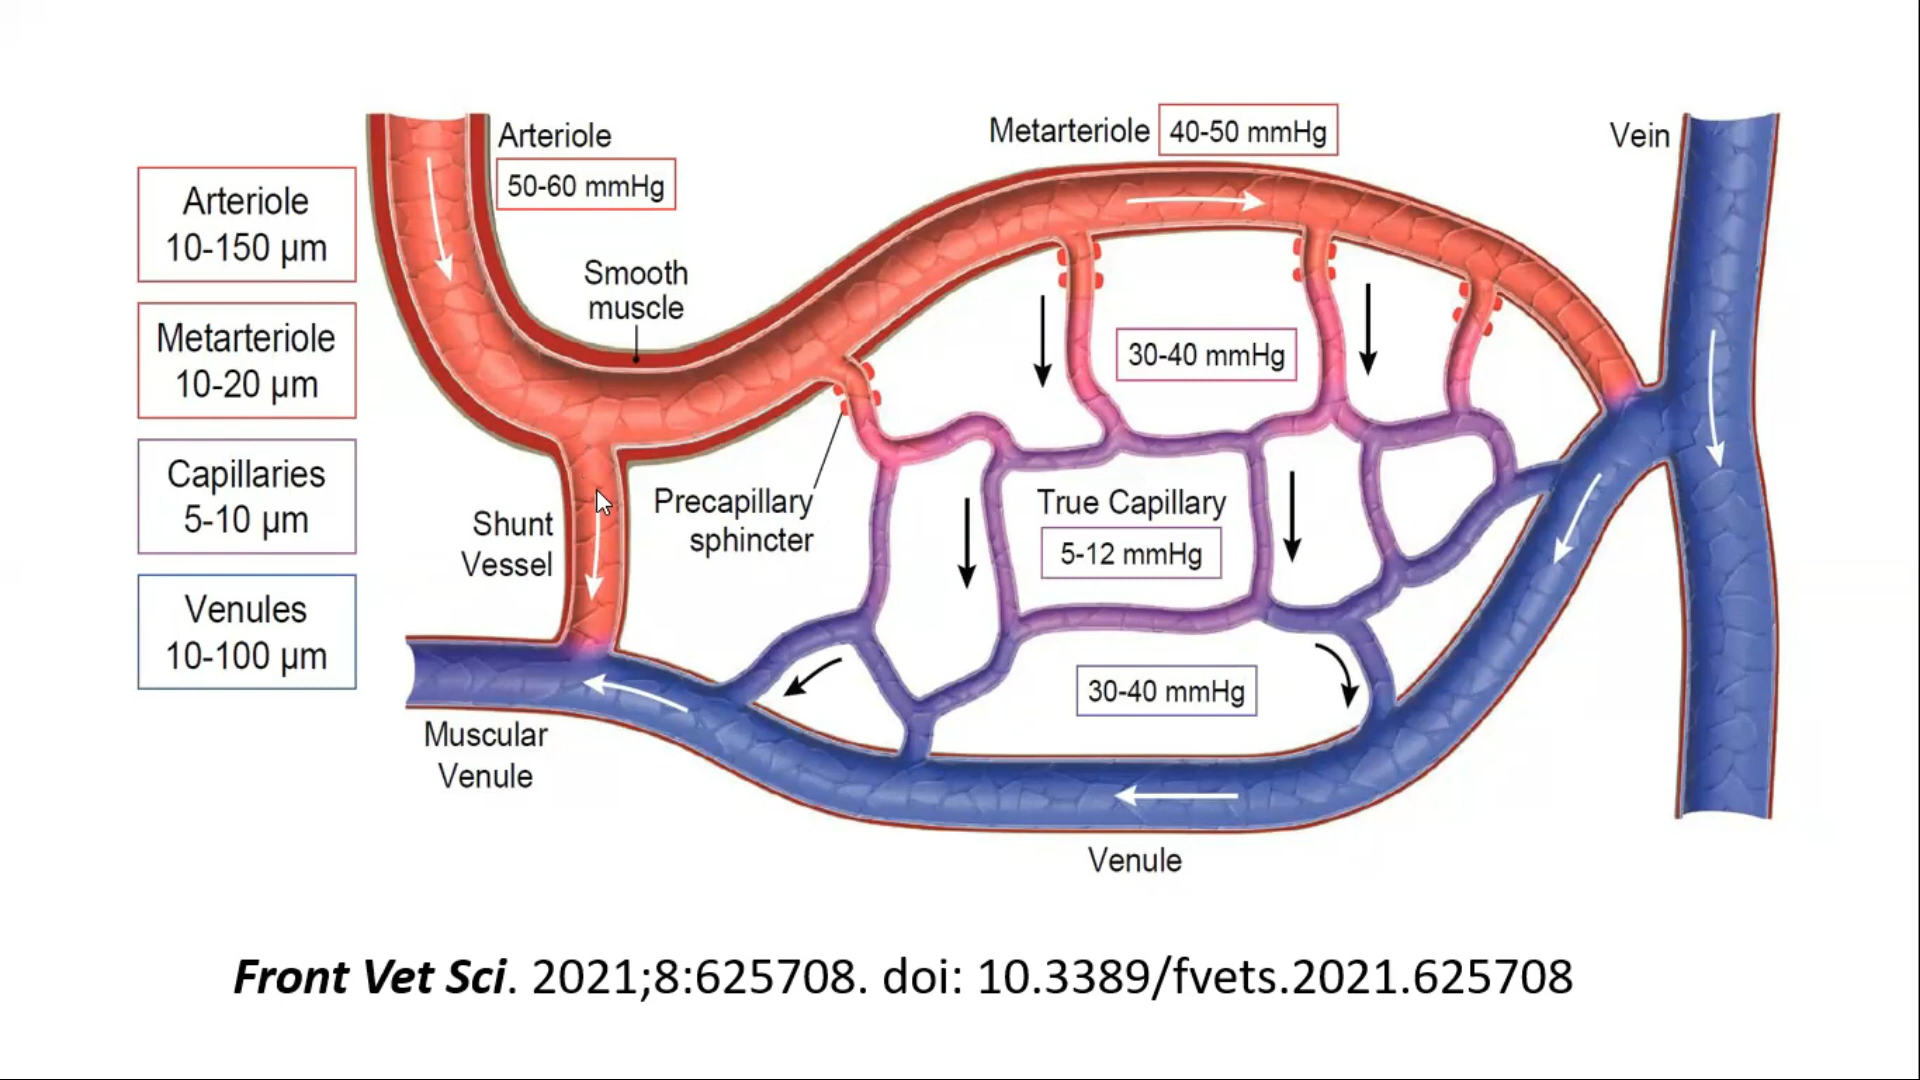 Arteriole
10-150 µm
Metarteriole
10-20 µm
Capillaries
5-10 µm
Venules
10-100 µm
Arteriole
50-60 mmHg
Smooth
muscle
Metarteriole 40-50 mmHg
Vein
30-40 mmHg
Precapillary
sphincter
Shunt
Vessel
True Capillary
5-12 mmHg
30-40 mmHg
Muscular
Venule
Venule
Front Vet Sci. 2021;8:625708. doi: 10.3389/fvets.2021.625708